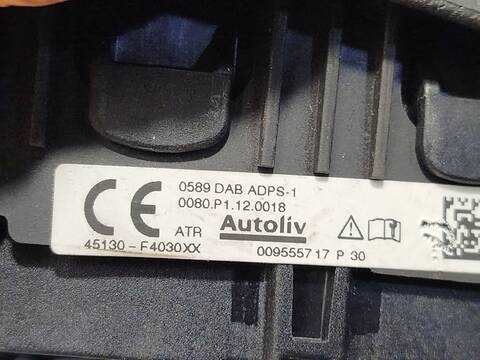 CE 0589 DAB ADPS-1
0080.P1.12.0018
ATR Autoliv
45130 - F4030XX 009555717 P 30